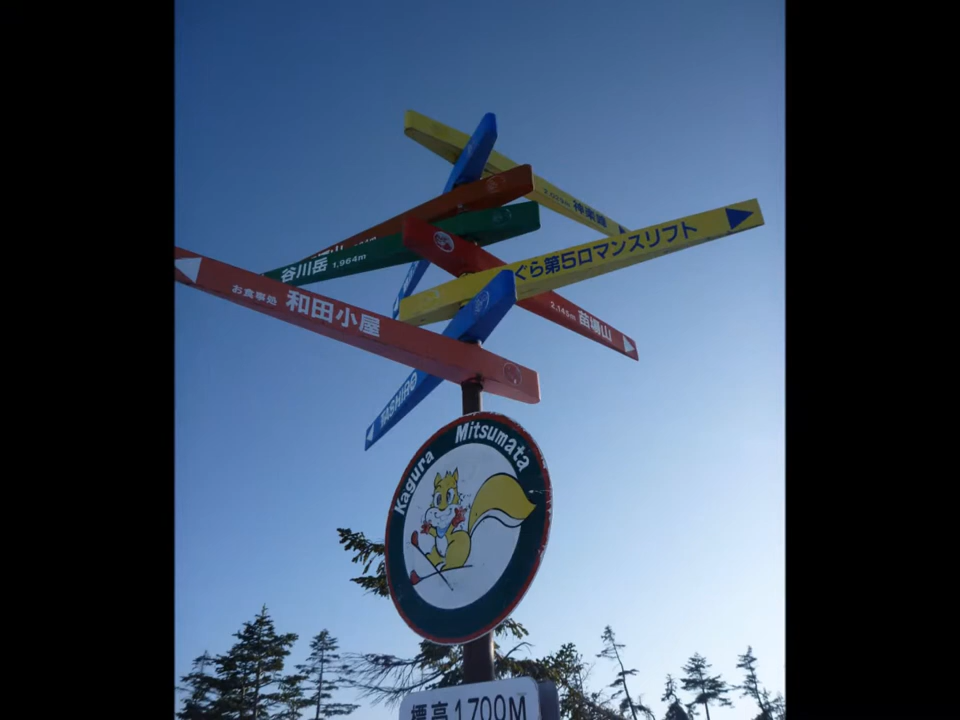 2,029m 神楽峰
谷川岳 1,964m
ぐら第5ロマンスリフト
お食事処 和田小屋
2,145m 苗場山
TASHIRO
Kagura Mitsumata
標高1700M